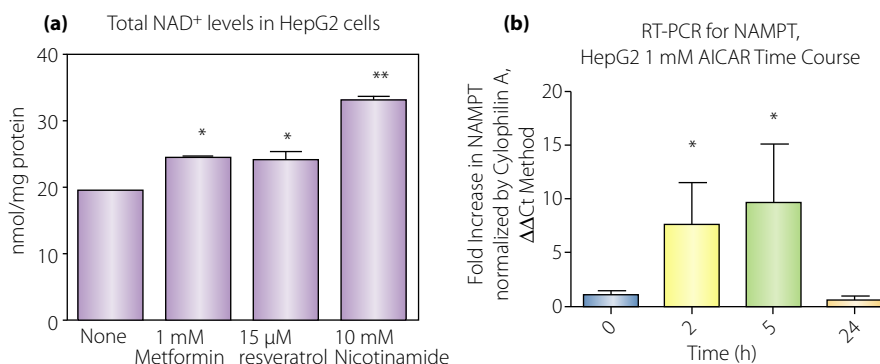 (a)
Total NAD+ levels in HepG2 cells
nmol/mg protein
40
30
20
10
0
*
*
**
None
1 mM
Metformin
15 µM
resyeratrol
10 mM
Nicotinamide
(b)
RT-PCR for NAMPT,
HepG2 1 mM AICAR Time Course
Fold Increase in NAMPT
normalized by Cylophilin A,
ΔΔCt Method
20
15
10
5
0
*
*
0
2
5
24
Time (h)